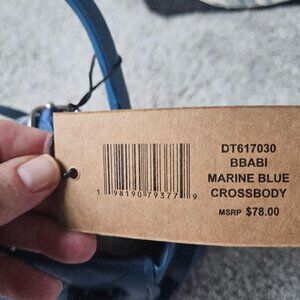 DT617030
BBABI
MARINE BLUE
CROSSBODY
MSRP $78.00
1 98190 79377 9